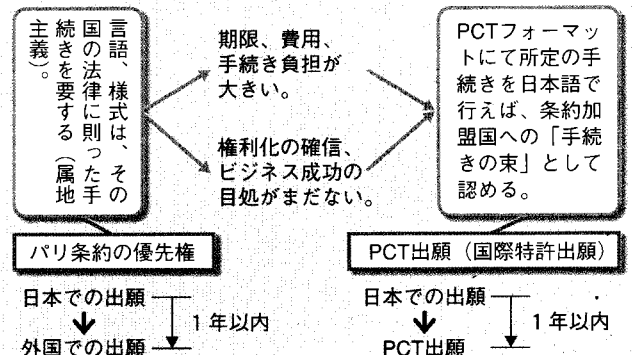 言語、様式は、その
国の法律に則った手
続きを要する（属地
主義）。
期限、費用、
手続き負担が
大きい。
権利化の確信、
ビジネス成功の
目処がまだない。
PCTフォーマッ
トにて所定の手
続きを日本語で
行えば、条約加
盟国への「手続
きの束」として
認める。
パリ条約の優先権
日本での出願
1年以内
外国での出願
PCT出願（国際特許出願）
日本での出願
1年以内
PCT出願